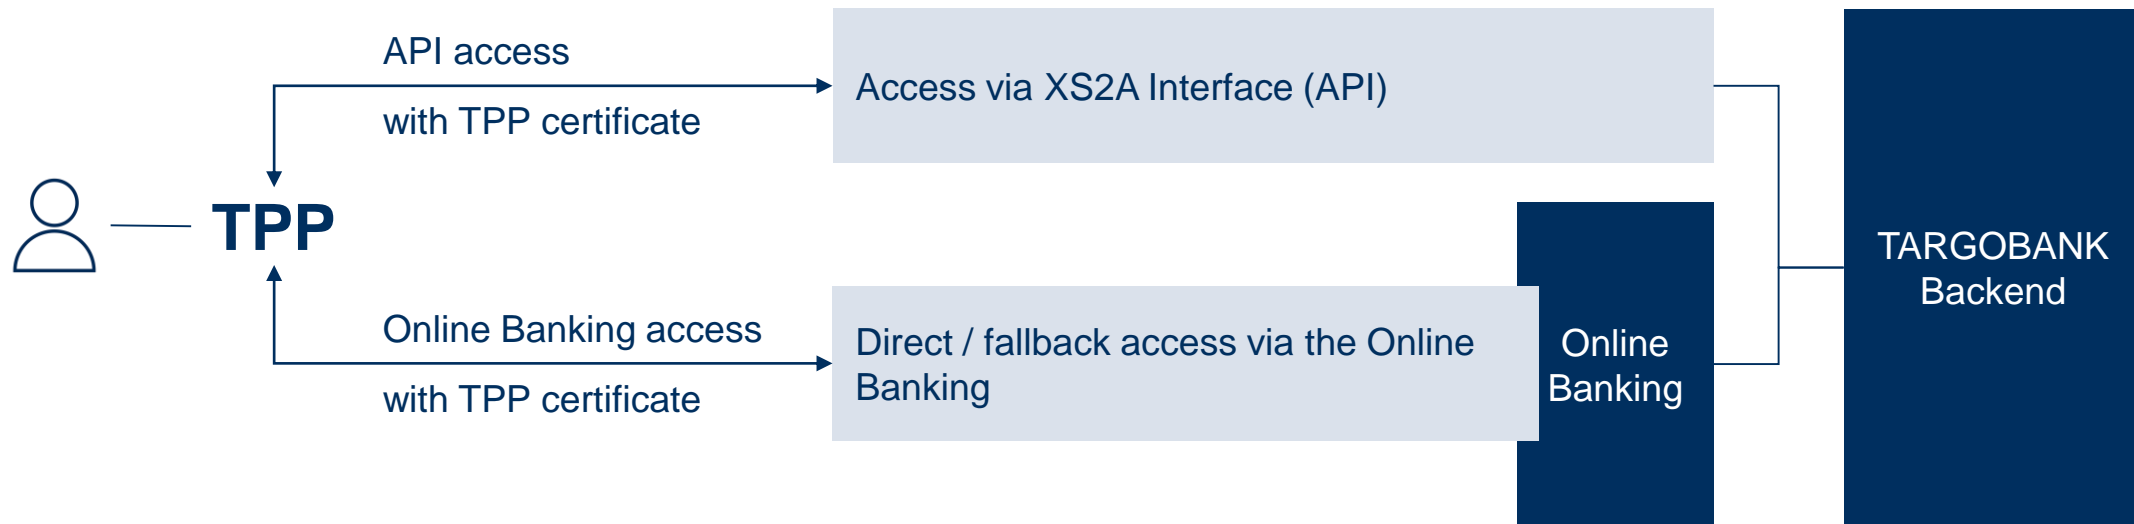 API access
with TPP certificate
Access via XS2A Interface (API)
TPP
Online Banking access
with TPP certificate
Direct / fallback access via the Online
Banking
Online
Banking
TARGOBANK
Backend